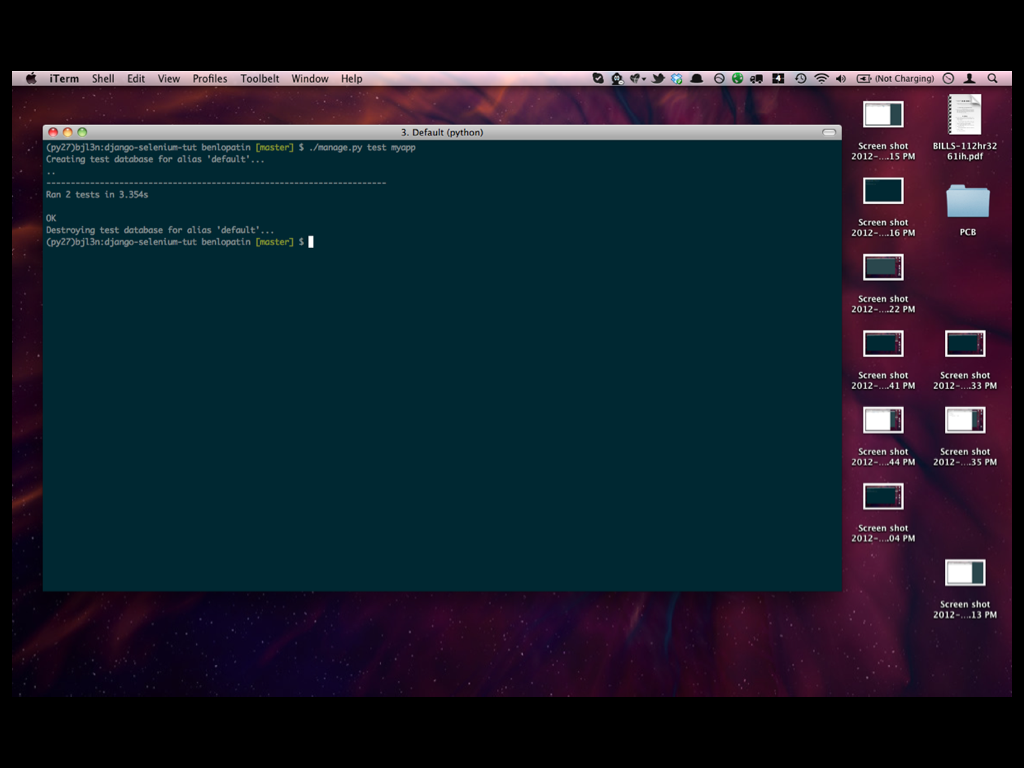 iTerm Shell Edit View Profiles Toolbelt Window Help (Not Charging)
3. Default (python)
(py27)bjl3n:django-selenium-tut benlopatin [master] $ ./manage.py test myapp
Creating test database for alias 'default'...
..
----------------------------------------------------------------------
Ran 2 tests in 3.354s
OK
Destroying test database for alias 'default'...
(py27)bjl3n:django-selenium-tut benlopatin [master] $
Screen shot
2012-....15 PM
BILLS-112hr32
61ih.pdf
Screen shot
2012-....16 PM
PCB
Screen shot
2012-....22 PM
Screen shot
2012-....41 PM
Screen shot
2012-....33 PM
Screen shot
2012-....44 PM
Screen shot
2012-....35 PM
Screen shot
2012-....04 PM
Screen shot
2012-....13 PM